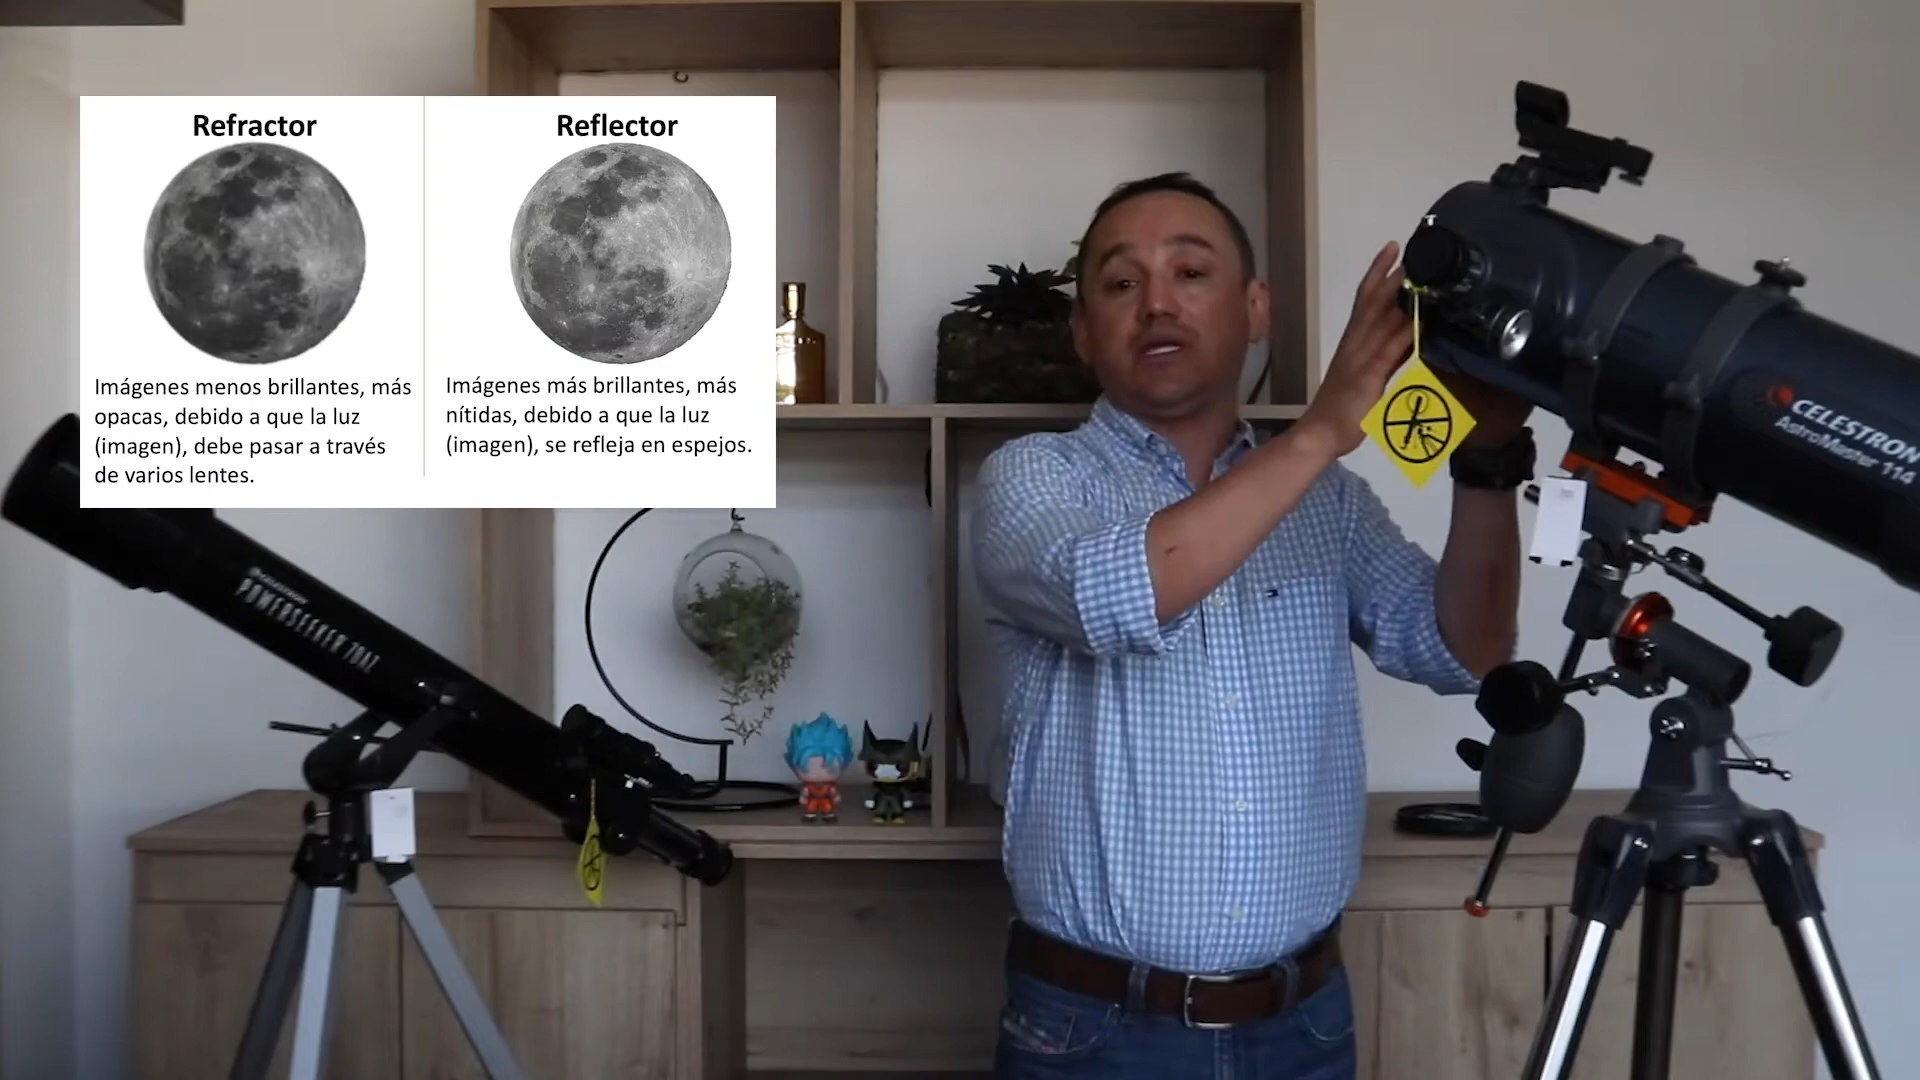 Refractor
Imágenes menos brillantes, más
opacas, debido a que la luz
(imagen), debe pasar a través
de varios lentes.
Reflector
Imágenes más brillantes, más
nítidas, debido a que la luz
(imagen), se refleja en espejos.
CELESTRON
AstroMaster 114
CELESTRON
POWERSEEKER 70AZ